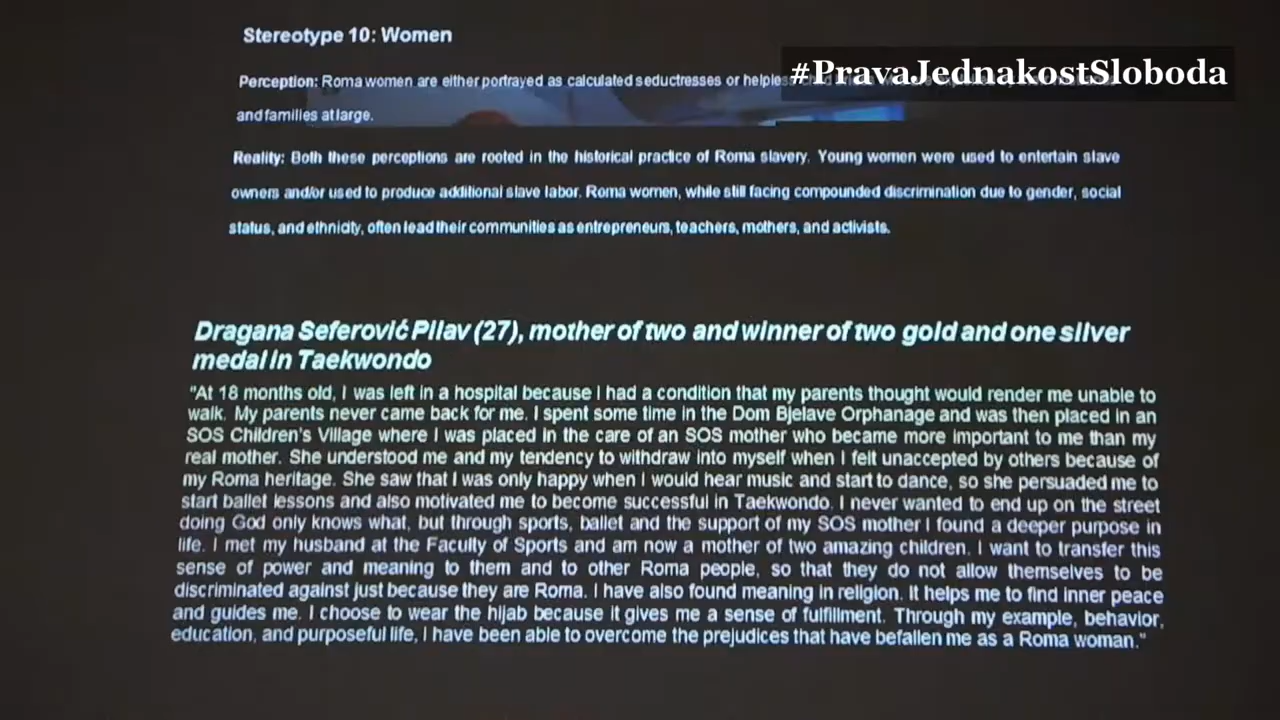 Stereotype 10: Women
#PravaJednakostSloboda
Perception: Roma women are either portrayed as calculated seductresses or helpless
and families at large.
Reality: Both these perceptions are rooted in the historical practice of Roma slavery. Young women were used to entertain slave
owners and/or used to produce additional slave labor. Roma women, while still facing compounded discrimination due to gender, social
status, and ethnicity, often lead their communities as entrepreneurs, teachers, mothers, and activists.
Dragana Seferović Pilav (27), mother of two and winner of two gold and one silver
medal in Taekwondo
"At 18 months old, I was left in a hospital because I had a condition that my parents thought would render me unable to
walk. My parents never came back for me. I spent some time in the Dom Bjelave Orphanage and was then placed in an
SOS Children's Village where I was placed in the care of an SOS mother who became more important to me than my
real mother. She understood me and my tendency to withdraw into myself when I felt unaccepted by others because of
my Roma heritage. She saw that I was only happy when I would hear music and start to dance, so she persuaded me to
start ballet lessons and also motivated me to become successful in Taekwondo. I never wanted to end up on the street
doing God only knows what, but through sports, ballet and the support of my SOS mother I found a deeper purpose in
life. I met my husband at the Faculty of Sports and am now a mother of two amazing children. I want to transfer this
sense of power and meaning to them and to other Roma people, so that they do not allow themselves to be
discriminated against just because they are Roma. I have also found meaning in religion. It helps me to find inner peace
and guides me. I choose to wear the hijab because it gives me a sense of fulfillment. Through my example, behavior,
education, and purposeful life, I have been able to overcome the prejudices that have befallen me as a Roma woman."